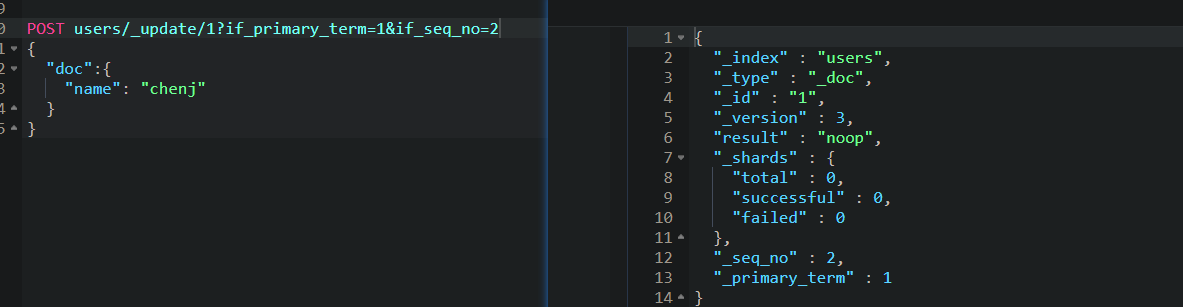 9
0 POST users/_update/1?if_primary_term=1&if_seq_no=2
1 {
2 "doc":{
3 "name": "chenj"
4 }
5 }
1 {
2 "_index" : "users",
3 "_type" : "_doc",
4 "_id" : "1",
5 "_version" : 3,
6 "result" : "noop",
7 "_shards" : {
8 "total" : 0,
9 "successful" : 0,
10 "failed" : 0
11 },
12 "_seq_no" : 2,
13 "_primary_term" : 1
14 }